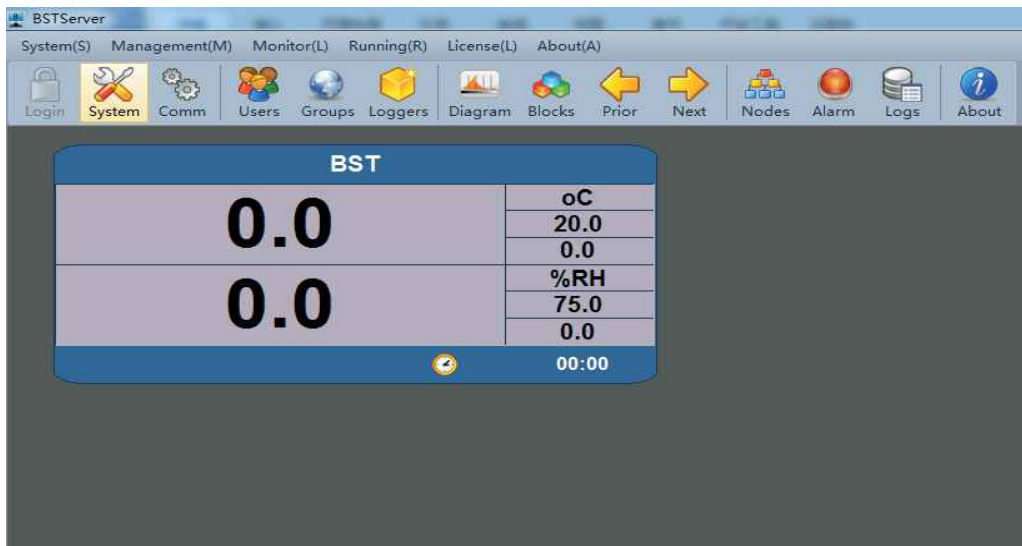 BSTServer
System(S) Management(M) Monitor(L) Running(R) License(L) About(A)
Login System Comm Users Groups Loggers Diagram Blocks Prior Next Nodes Alarm Logs About
BST
0.0
oC
20.0
0.0
0.0
%RH
75.0
0.0
00:00